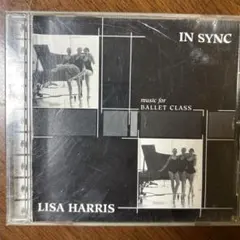 IN SYNC
music for
BALLET CLASS
LISA HARRIS